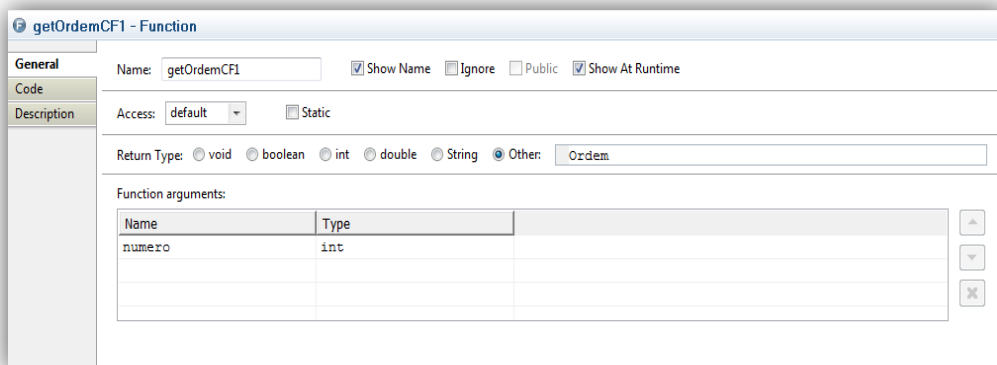 getOrdemCF1 - Function
General
Code
Description
Name: getOrdemCF1 Show Name Ignore Public Show At Runtime
Access: default Static
Return Type: void boolean int double String Other: Ordem
Function arguments:
Name Type
numero int